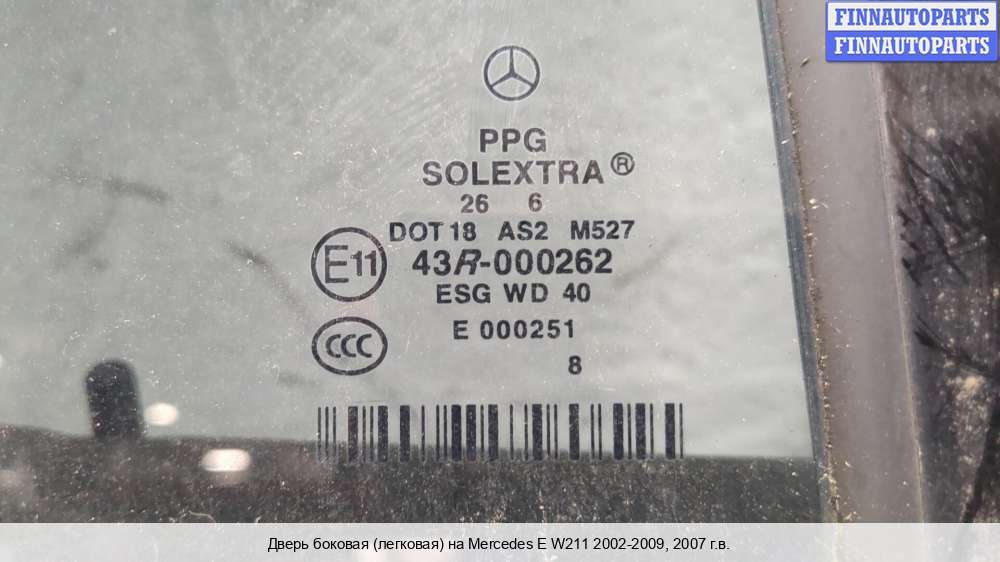 FINNAUTOPARTS
FINNAUTOPARTS
PPG
SOLEXTRA®
26 6
DOT 18 AS2 M527
E11 43R-000262
ESG WD 40
CCC E 000251
8
Дверь боковая (легковая) на Mercedes E W211 2002-2009, 2007 г.в.